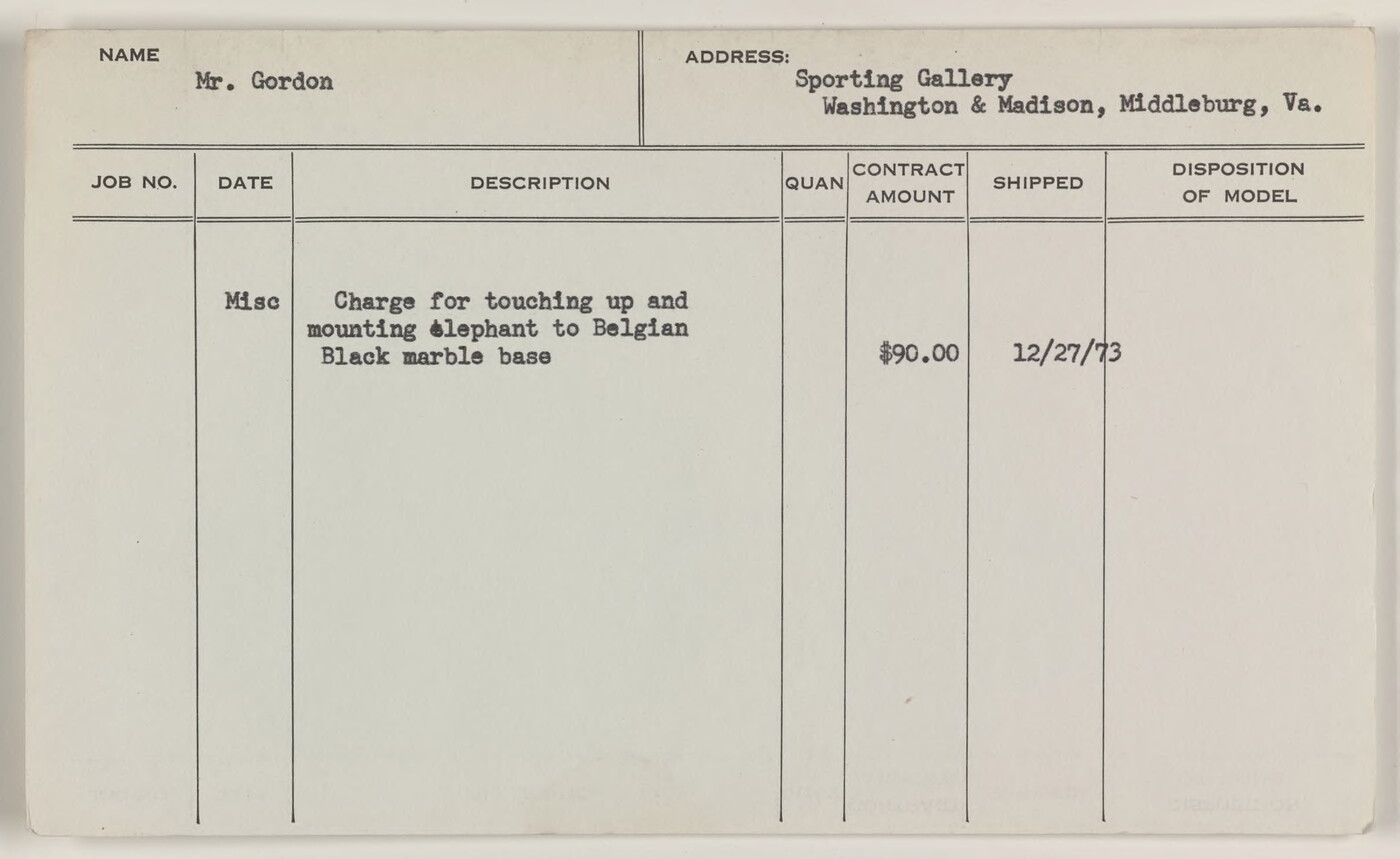 NAME
Mr. Gordon
ADDRESS:
Sporting Gallery
Washington & Madison, Middleburg, Va.
JOB NO.
DATE
DESCRIPTION
QUAN
CONTRACT
AMOUNT
SHIPPED
DISPOSITION
OF MODEL
Misc
Charge for touching up and
mounting elephant to Belgian
Black marble base
$90.00
12/27/73